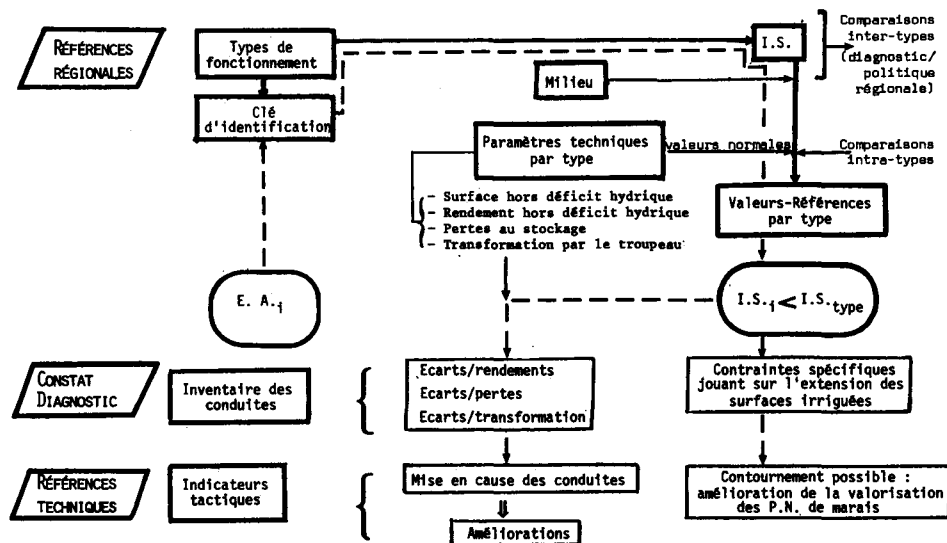 RÉFÉRENCES
RÉGIONALES
Types de
fonctionnement
I.S.
Comparaisons
inter-types
(diagnostic/
politique
régionale)
Milieu
Clé
d'identification
Paramètres techniques
par type
valeurs normales
Comparaisons
intra-types
- Surface hors déficit hydrique
- Rendement hors déficit hydrique
- Pertes au stockage
- Transformation par le troupeau
Valeurs-Références
par type
E. A.i
I.S.i < I.S.type
CONSTAT
DIAGNOSTIC
Inventaire des
conduites
Ecarts/rendements
Ecarts/pertes
Ecarts/transformation
Contraintes spécifiques
jouant sur l'extension des
surfaces irriguées
RÉFÉRENCES
TECHNIQUES
Indicateurs
tactiques
Mise en cause des conduites
Améliorations
Contournement possible :
amélioration de la valorisation
des P.N. de marais